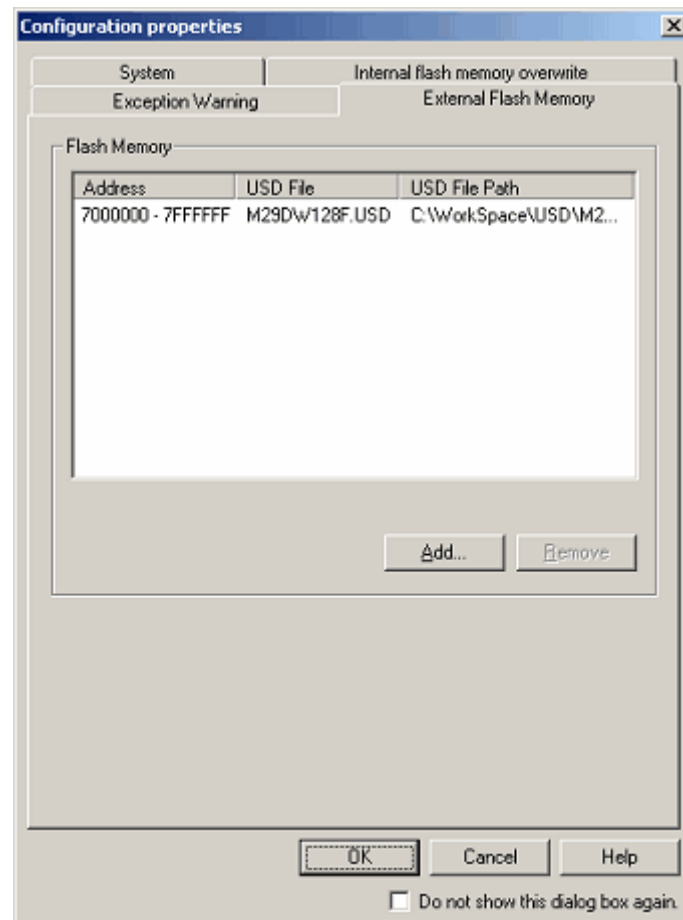 Configuration properties
System Internal flash memory overwrite
Exception Warning External Flash Memory
Flash Memory
Address USD File USD File Path
7000000 - 7FFFFFF M29DW128F.USD C:\WorkSpace\USD\M2...
Add... Remove
OK Cancel Help
Do not show this dialog box again.